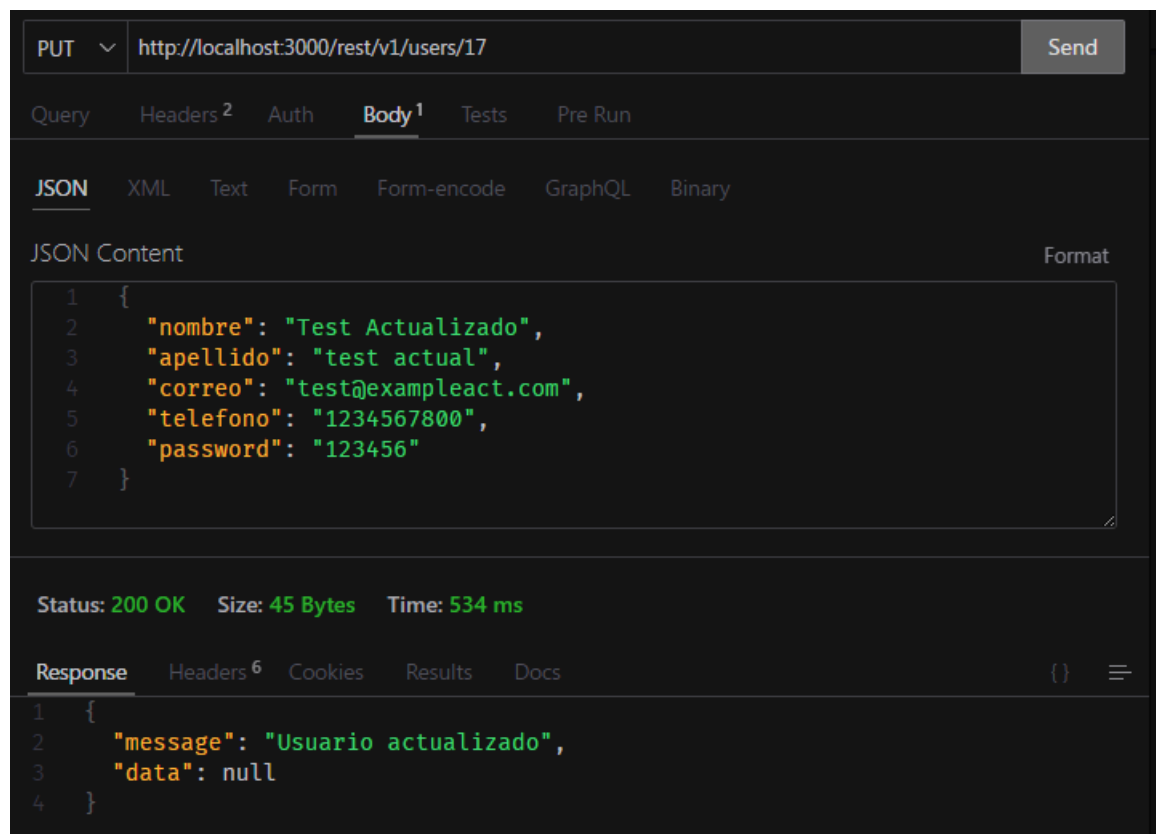 PUT http://localhost:3000/rest/v1/users/17 Send
Query Headers 2 Auth Body 1 Tests Pre Run
JSON XML Text Form Form-encode GraphQL Binary
JSON Content Format
1 {
2 "nombre": "Test Actualizado",
3 "apellido": "test actual",
4 "correo": "test@exampleact.com",
5 "telefono": "1234567800",
6 "password": "123456"
7 }
Status: 200 OK Size: 45 Bytes Time: 534 ms
Response Headers 6 Cookies Results Docs {}
1 {
2 "message": "Usuario actualizado",
3 "data": null
4 }